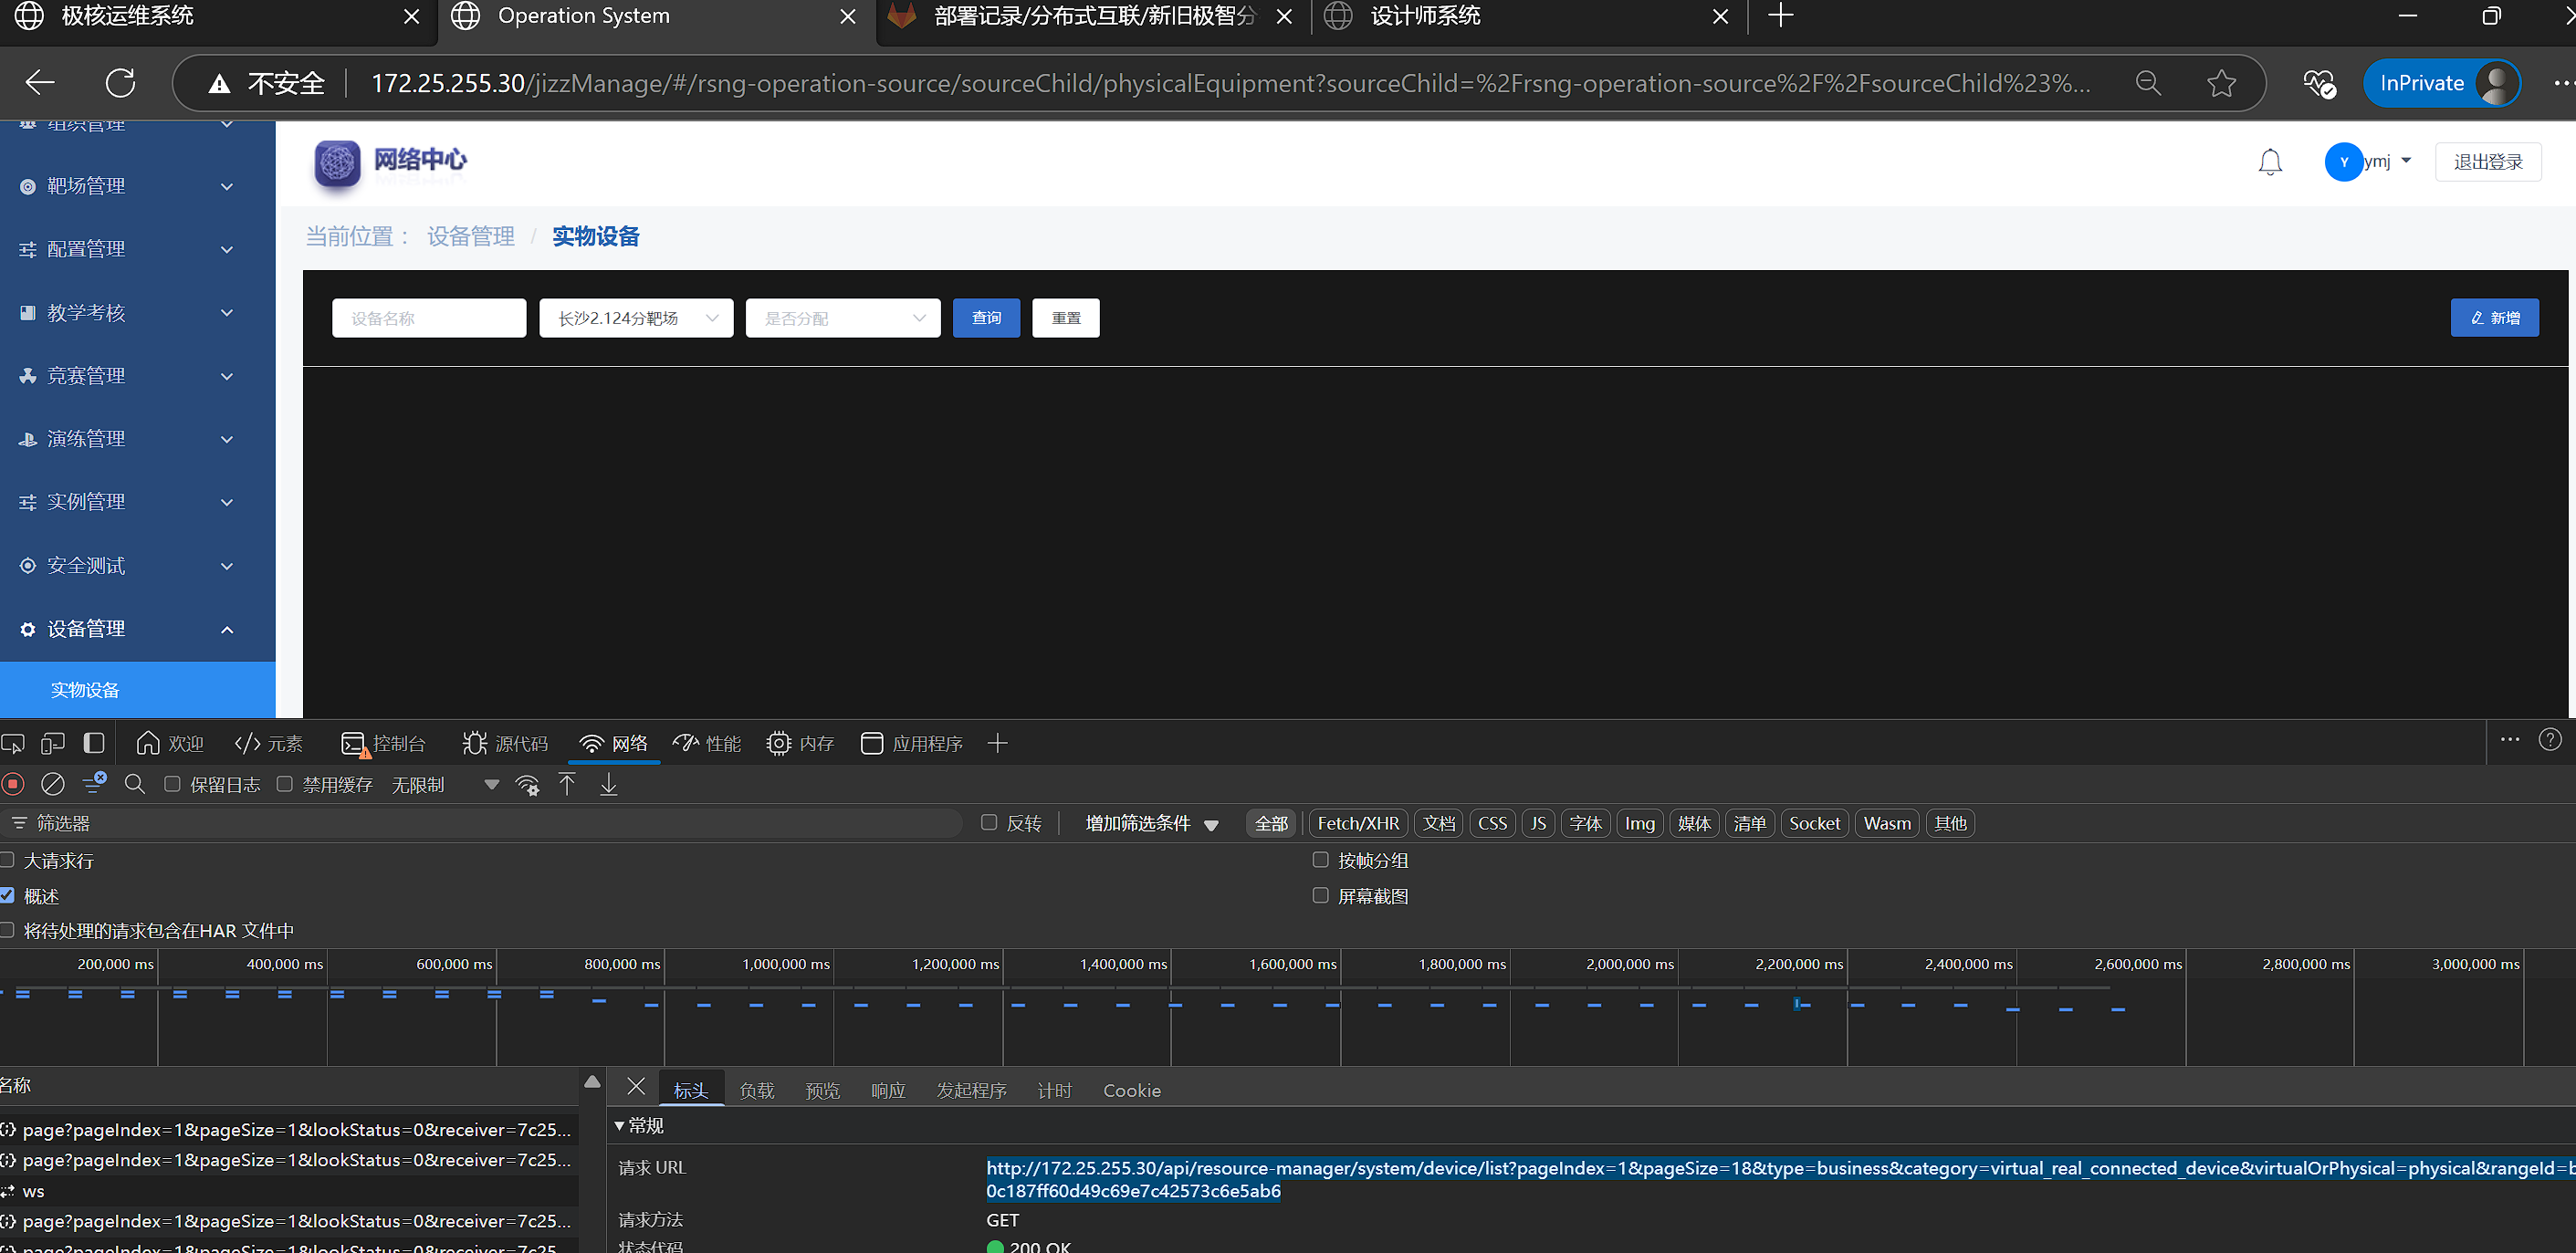 极核运维系统
Operation System
部署记录/分布式互联/新旧极智分
设计师系统
不安全
172.25.255.30/jizzManage/#/rsng-operation-source/sourceChild/physicalEquipment?sourceChild=%2Frsng-operation-source%2F%2FsourceChild%23%...
InPrivate
组织管理
靶场管理
配置管理
教学考核
竞赛管理
演练管理
实例管理
安全测试
设备管理
实物设备
网络中心
Y
ymj
退出登录
当前位置： 设备管理 / 实物设备
设备名称
长沙2.124分靶场
是否分配
查询
重置
新增
欢迎
元素
控制台
源代码
网络
性能
内存
应用程序
保留日志
禁用缓存
无限制
筛选器
反转
增加筛选条件
全部
Fetch/XHR
文档
CSS
JS
字体
Img
媒体
清单
Socket
Wasm
其他
大请求行
按帧分组
概述
屏幕截图
将待处理的请求包含在HAR 文件中
200,000 ms
400,000 ms
600,000 ms
800,000 ms
1,000,000 ms
1,200,000 ms
1,400,000 ms
1,600,000 ms
1,800,000 ms
2,000,000 ms
2,200,000 ms
2,400,000 ms
2,600,000 ms
2,800,000 ms
3,000,000 ms
名称
page?pageIndex=1&pageSize=1&lookStatus=0&receiver=7c25...
page?pageIndex=1&pageSize=1&lookStatus=0&receiver=7c25...
ws
page?pageIndex=1&pageSize=1&lookStatus=0&receiver=7c25...
page?pageIndex=1&pageSize=1&lookStatus=0&receiver=7c25...
标头
负载
预览
响应
发起程序
计时
Cookie
常规
请求 URL
http://172.25.255.30/api/resource-manager/system/device/list?pageIndex=1&pageSize=18&type=business&category=virtual_real_connected_device&virtualOrPhysical=physical&rangeId=b
0c187ff60d49c69e7c42573c6e5ab6
请求方法
GET
状态代码
200 OK